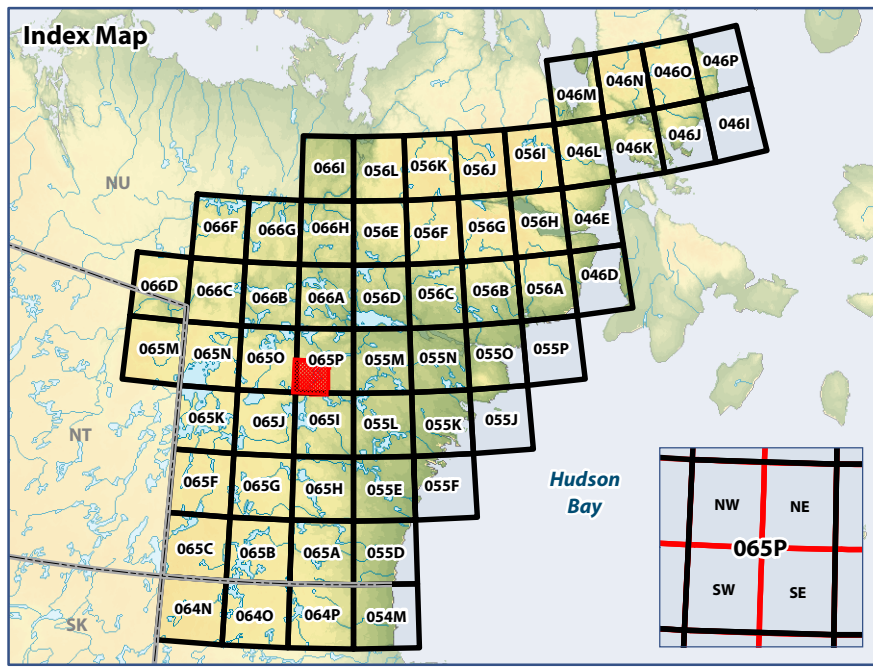 Index Map
046M 046N 046O 046P
066I 056L 056K 056J 056I 046L 046K 046J 046I
NU
066F 066G 066H 056E 056F 056G 056H 046E
066D 066C 066B 066A 056D 056C 056B 056A 046D
065M 065N 065O 065P 055M 055N 055O 055P
NT
065K 065J 065I 055L 055K 055J
065F 065G 065H 055E 055F
Hudson
Bay
065C 065B 065A 055D
064N 064O 064P 054M
SK
NW NE
065P
SW SE